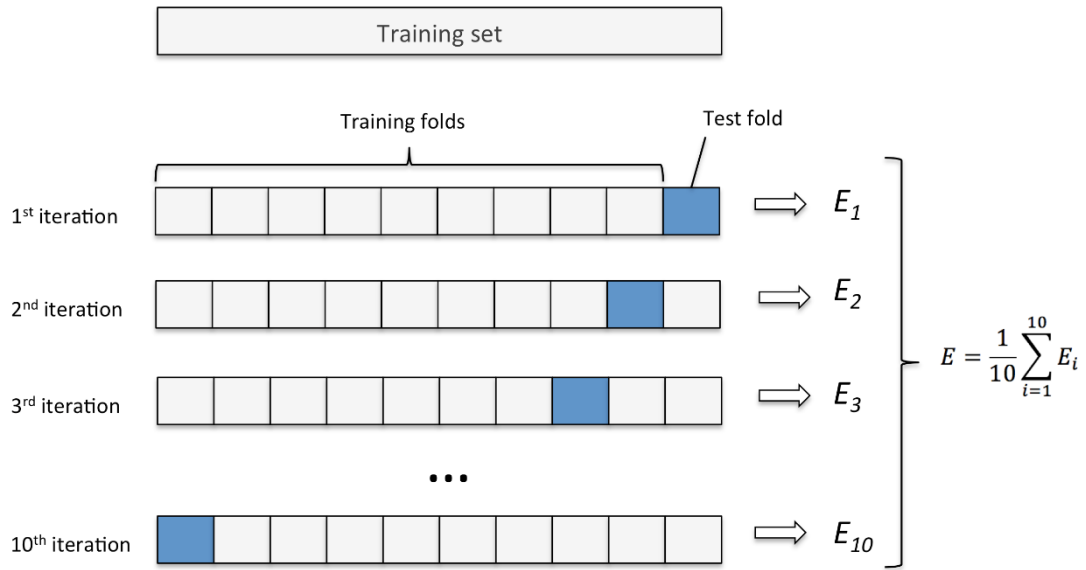 Training set
Training folds
Test fold
1st iteration
E1
2nd iteration
E2
3rd iteration
E3
...
10th iteration
E10
E = 1/10 ∑_{i=1}^{10} E_i